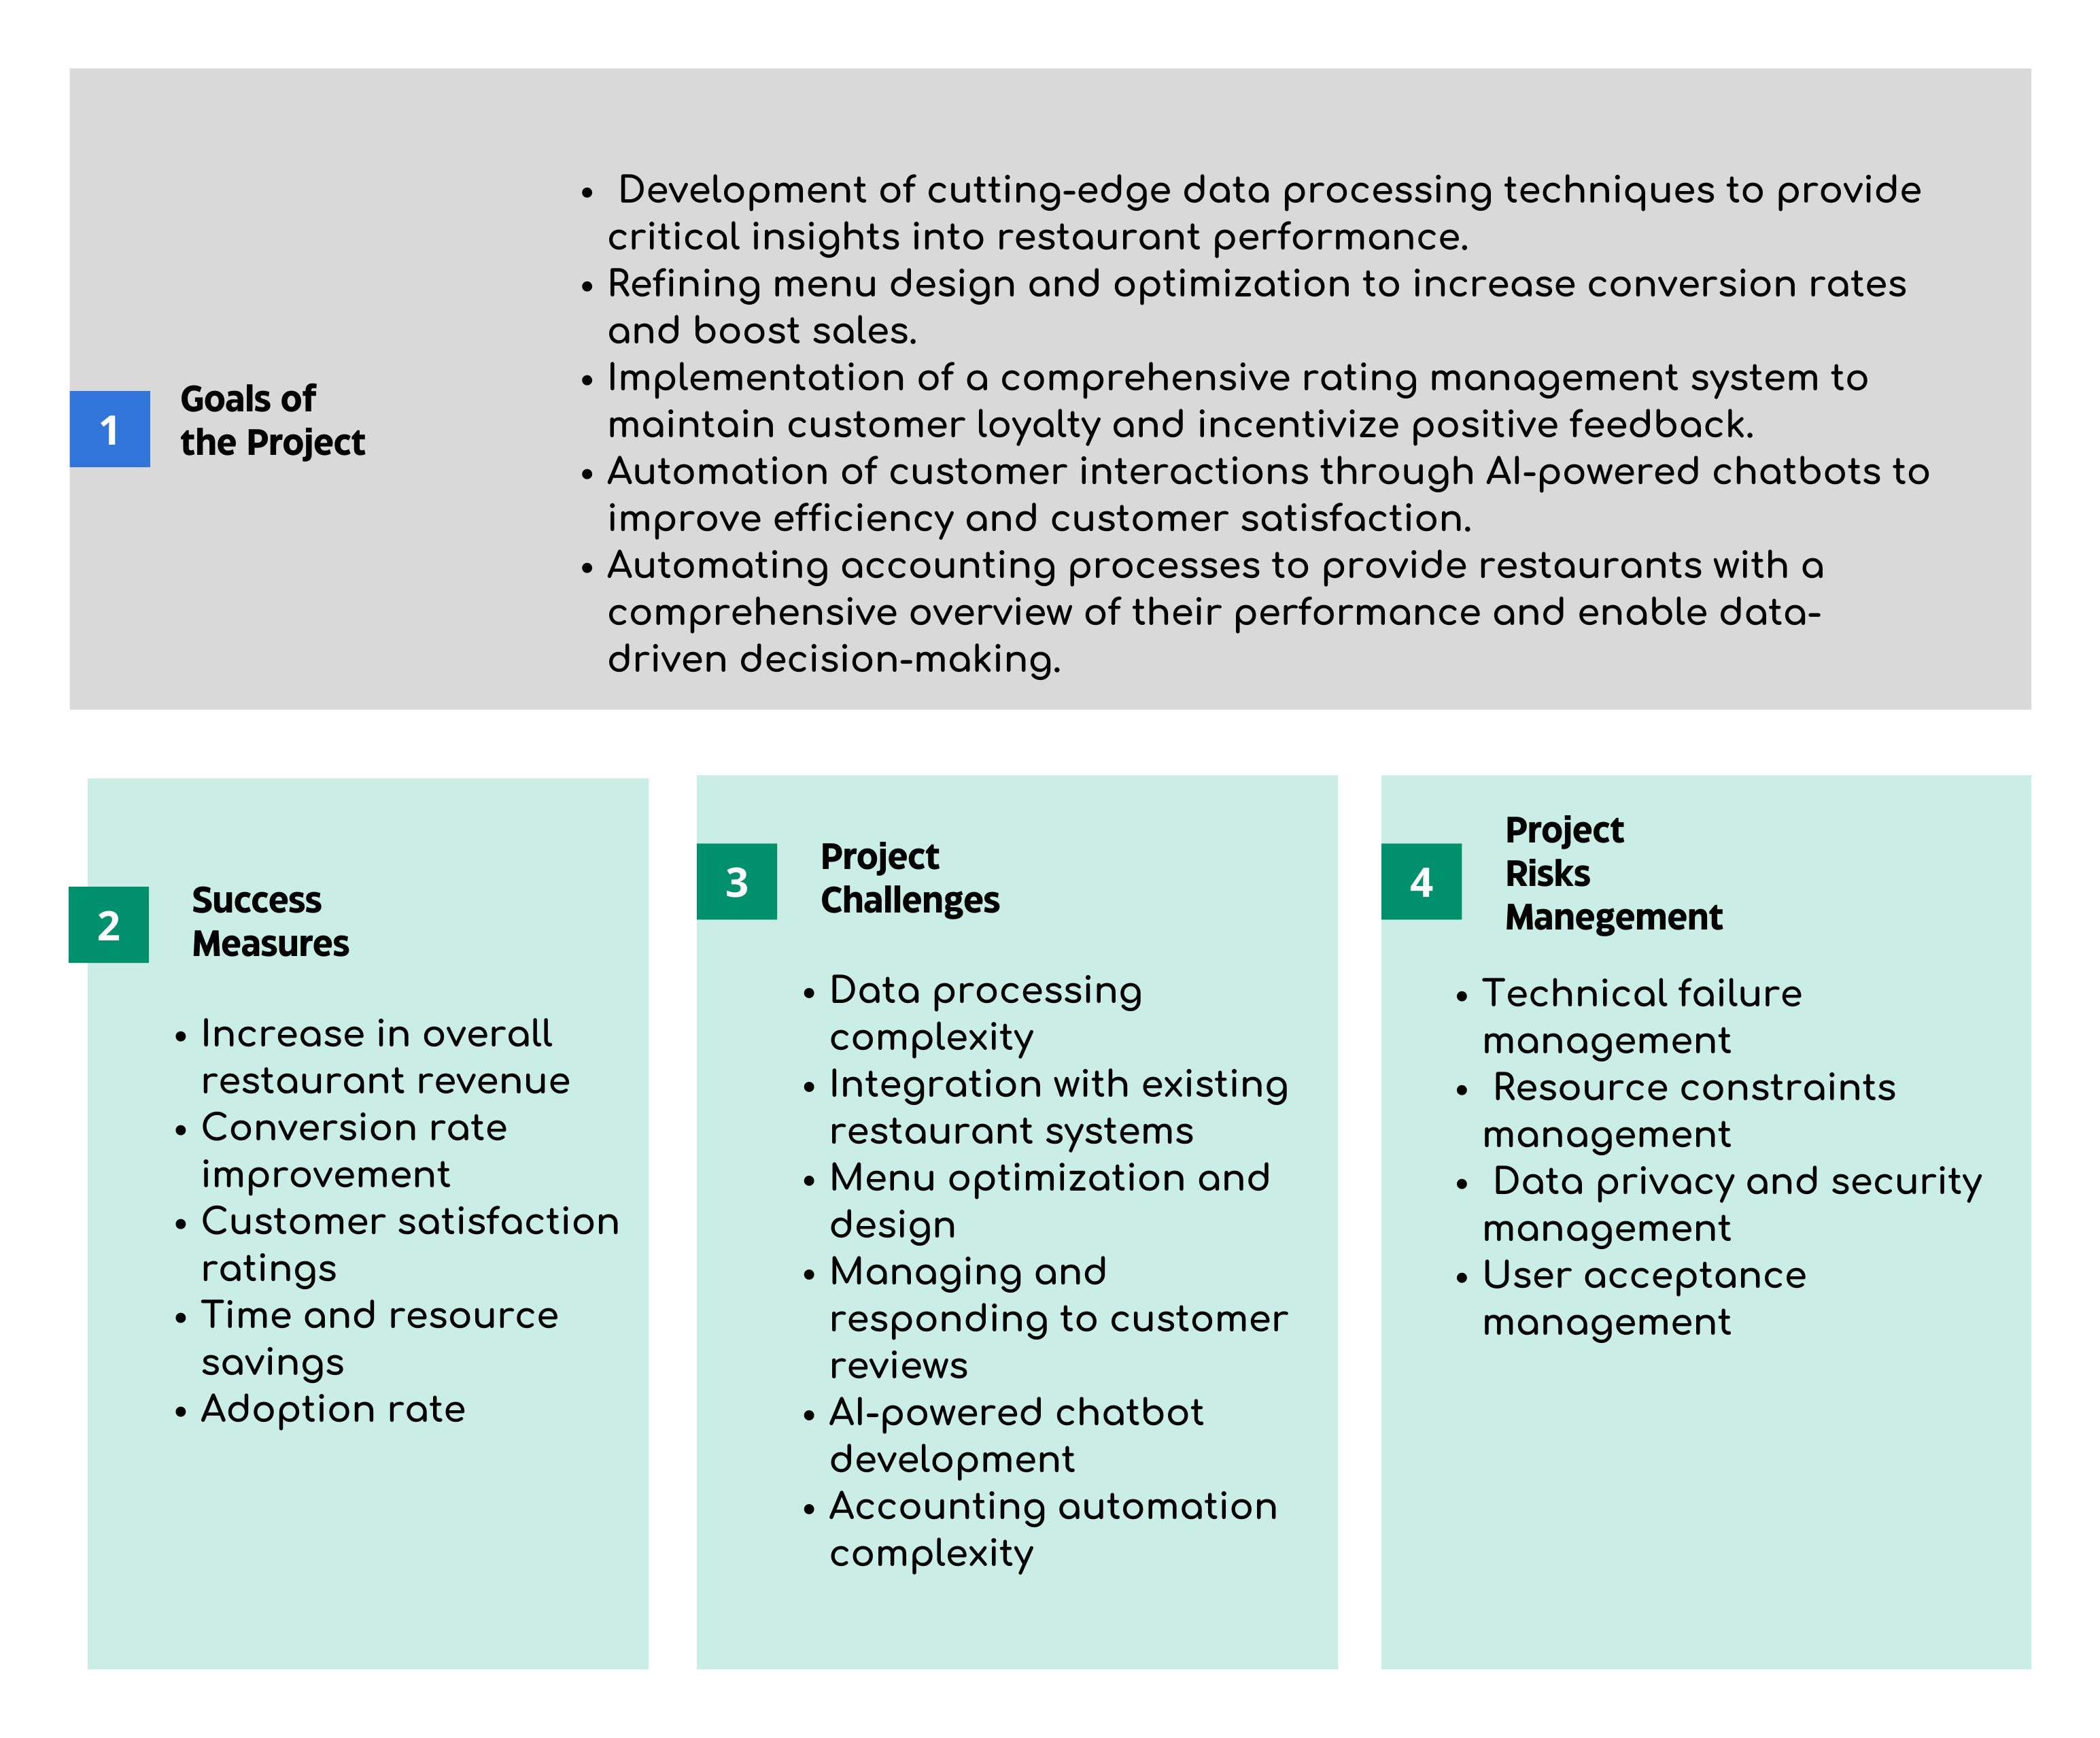 1
Goals of
the Project
• Development of cutting-edge data processing techniques to provide
critical insights into restaurant performance.
• Refining menu design and optimization to increase conversion rates
and boost sales.
• Implementation of a comprehensive rating management system to
maintain customer loyalty and incentivize positive feedback.
• Automation of customer interactions through AI-powered chatbots to
improve efficiency and customer satisfaction.
• Automating accounting processes to provide restaurants with a
comprehensive overview of their performance and enable data-
driven decision-making.
2
Success
Measures
• Increase in overall
restaurant revenue
• Conversion rate
improvement
• Customer satisfaction
ratings
• Time and resource
savings
• Adoption rate
3
Project
Challenges
• Data processing
complexity
• Integration with existing
restaurant systems
• Menu optimization and
design
• Managing and
responding to customer
reviews
• AI-powered chatbot
development
• Accounting automation
complexity
4
Project
Risks
Manegement
• Technical failure
management
• Resource constraints
management
• Data privacy and security
management
• User acceptance
management